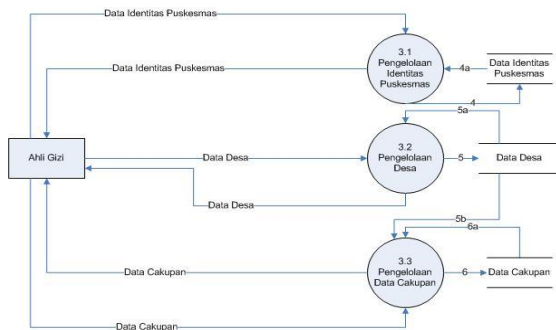 Data Identitas Puskesmas
3.1
Pengelolaan
Identitas
Puskesmas
Data Identitas Puskesmas
4a
Data Identitas
Puskesmas
4
5a
Ahli Gizi
Data Desa
3.2
Pengelolaan
Desa
5
Data Desa
Data Desa
5b
6a
3.3
Pengelolaan
Data Cakupan
Data Cakupan
6
Data Cakupan
Data Cakupan